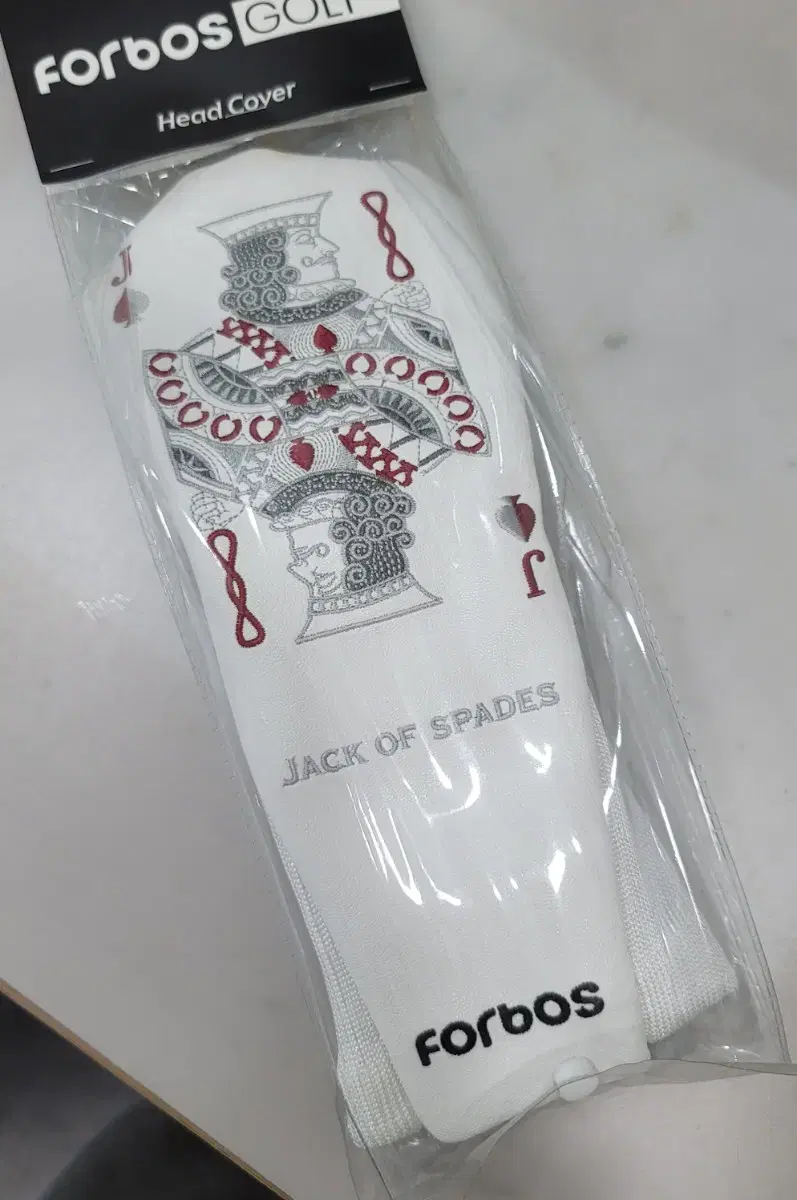 forbos GOLF
Head Cover
J
JACK OF SPADES
J
forbos